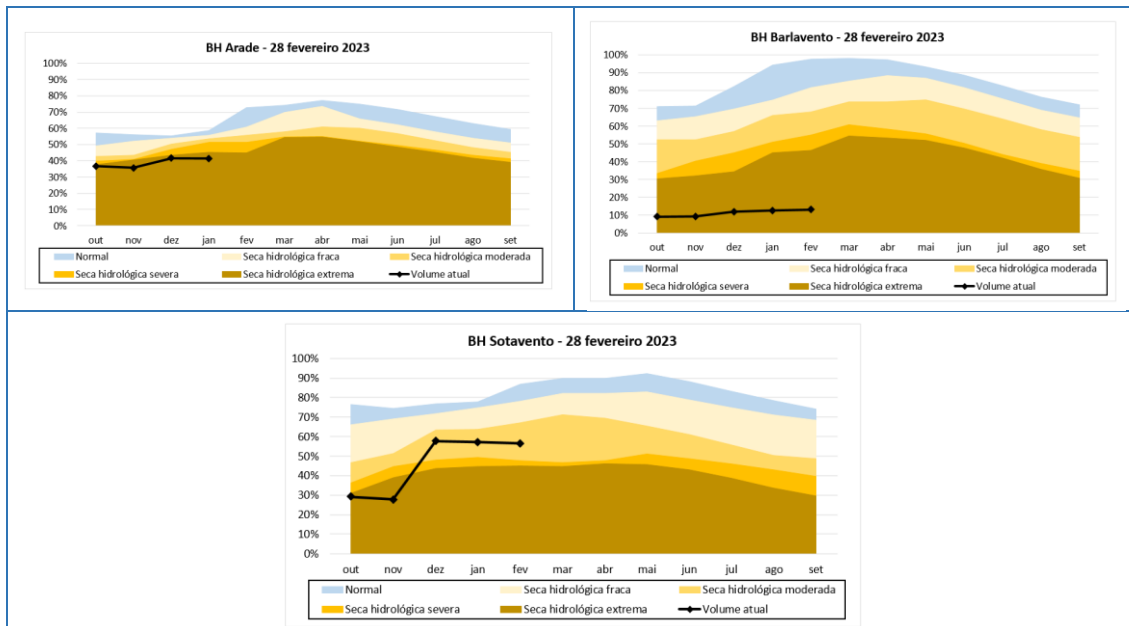 BH Arade - 28 fevereiro 2023
100%
90%
80%
70%
60%
50%
40%
30%
20%
10%
0%
out nov dez jan fev mar abr mai jun jul ago set
Normal Seca hidrológica fraca Seca hidrológica moderada
Seca hidrológica severa Seca hidrológica extrema Volume atual
BH Barlavento - 28 fevereiro 2023
100%
90%
80%
70%
60%
50%
40%
30%
20%
10%
0%
out nov dez jan fev mar abr mai jun jul ago set
Normal Seca hidrológica fraca Seca hidrológica moderada
Seca hidrológica severa Seca hidrológica extrema Volume atual
BH Sotavento - 28 fevereiro 2023
100%
90%
80%
70%
60%
50%
40%
30%
20%
10%
0%
out nov dez jan fev mar abr mai jun jul ago set
Normal Seca hidrológica fraca Seca hidrológica moderada
Seca hidrológica severa Seca hidrológica extrema Volume atual